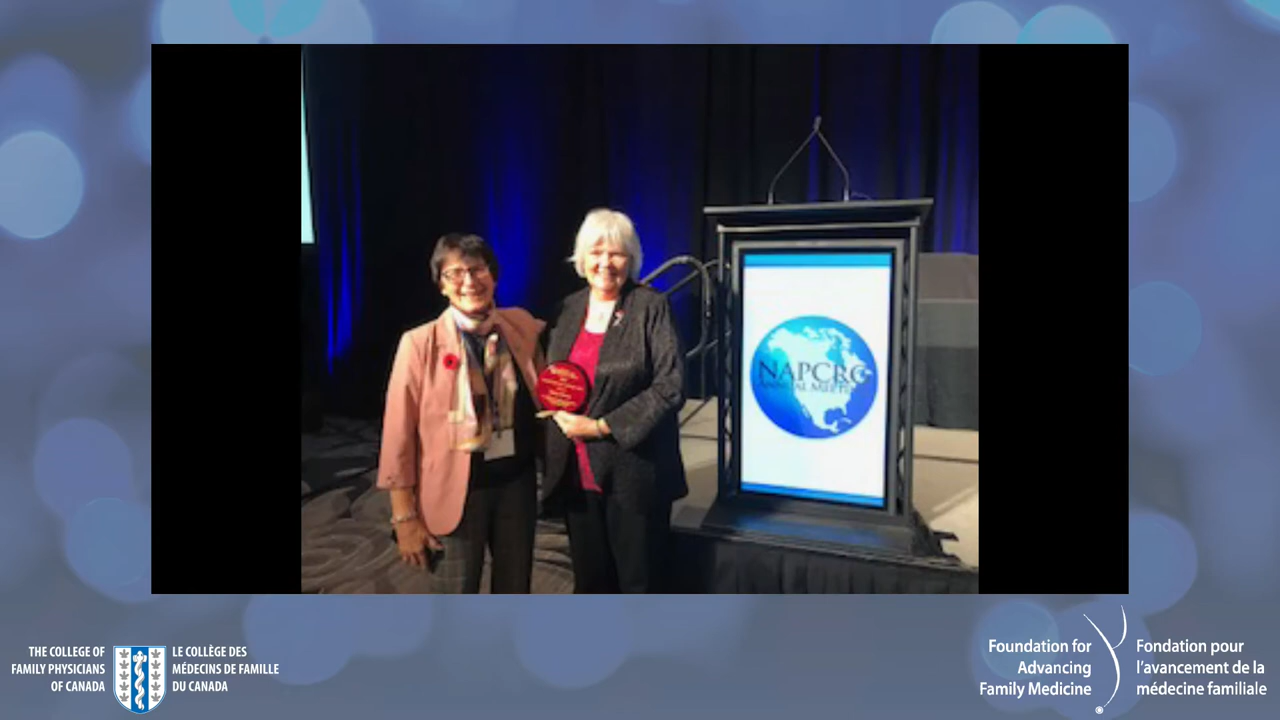 NAPCRG
ANNUAL MEETING
THE COLLEGE OF
FAMILY PHYSICIANS
OF CANADA
LE COLLÈGE DES
MÉDECINS DE FAMILLE
DU CANADA
Foundation for
Advancing
Family Medicine
Fondation pour
l'avancement de la
médecine familiale